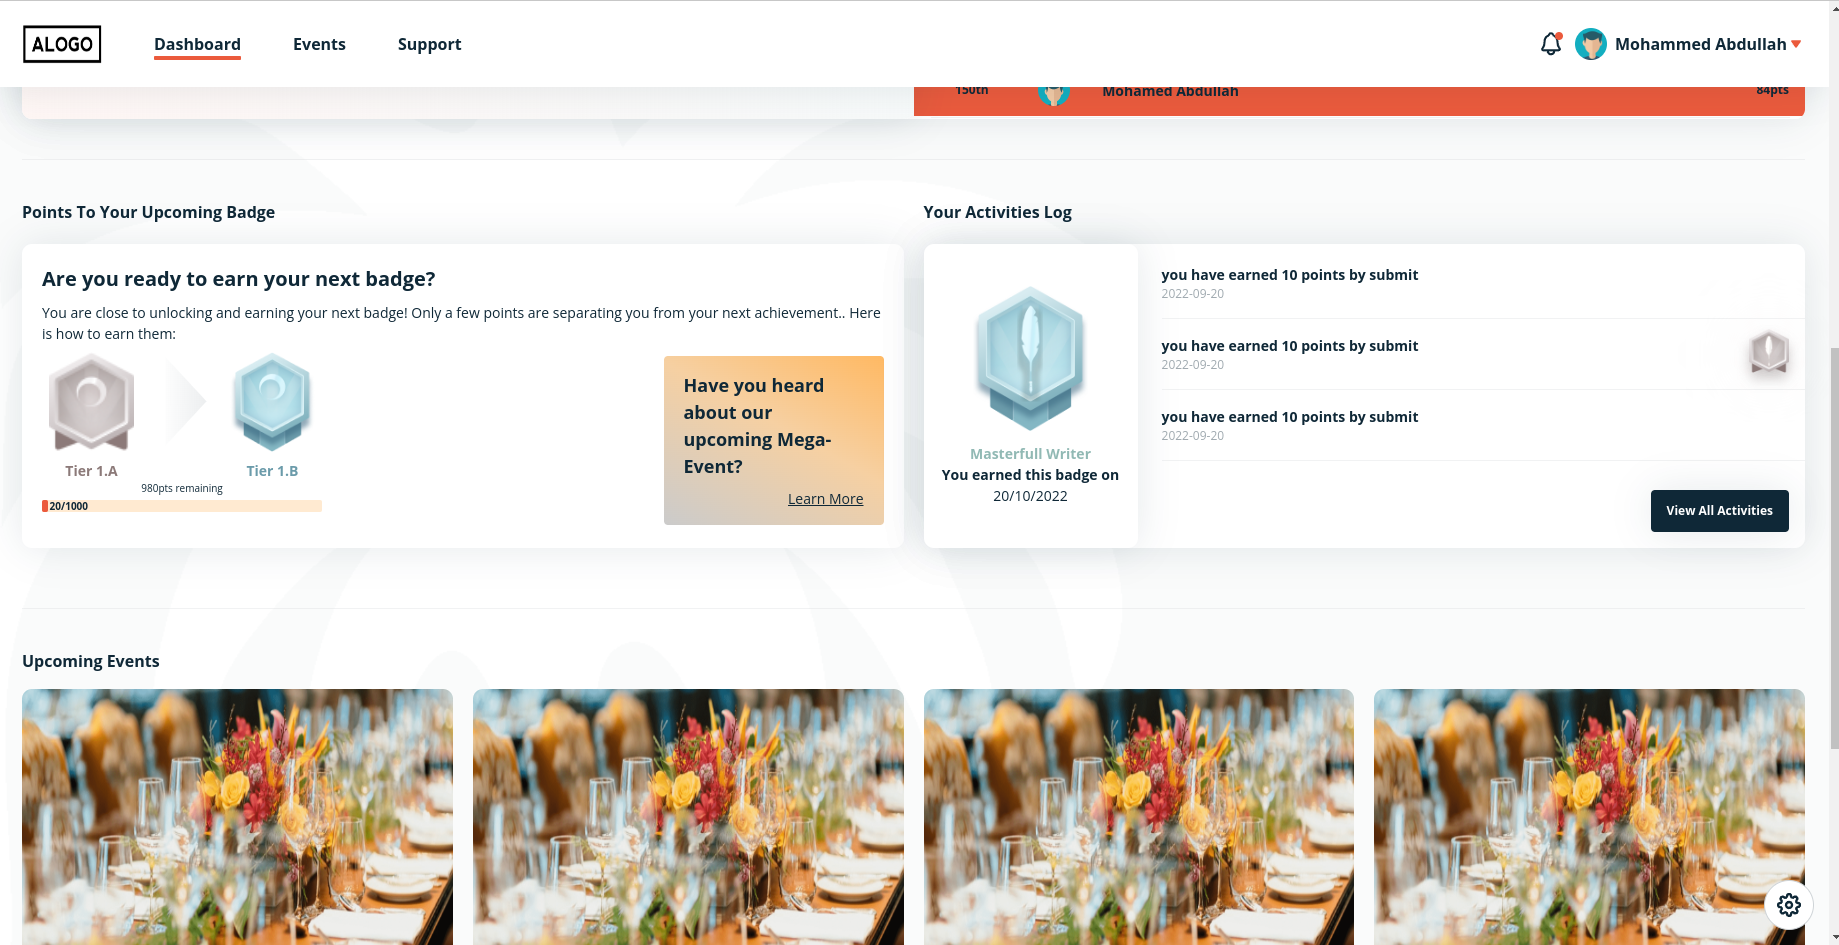 ALOGO
Dashboard
Events
Support
Mohammed Abdullah
150th
Mohamed Abdullah
84pts
Points To Your Upcoming Badge
Are you ready to earn your next badge?
You are close to unlocking and earning your next badge! Only a few points are separating you from your next achievement.. Here
is how to earn them:
Tier 1.A
Tier 1.B
980pts remaining
20/1000
Have you heard
about our
upcoming Mega-
Event?
Learn More
Your Activities Log
Masterfull Writer
You earned this badge on
20/10/2022
you have earned 10 points by submit
2022-09-20
you have earned 10 points by submit
2022-09-20
you have earned 10 points by submit
2022-09-20
View All Activities
Upcoming Events